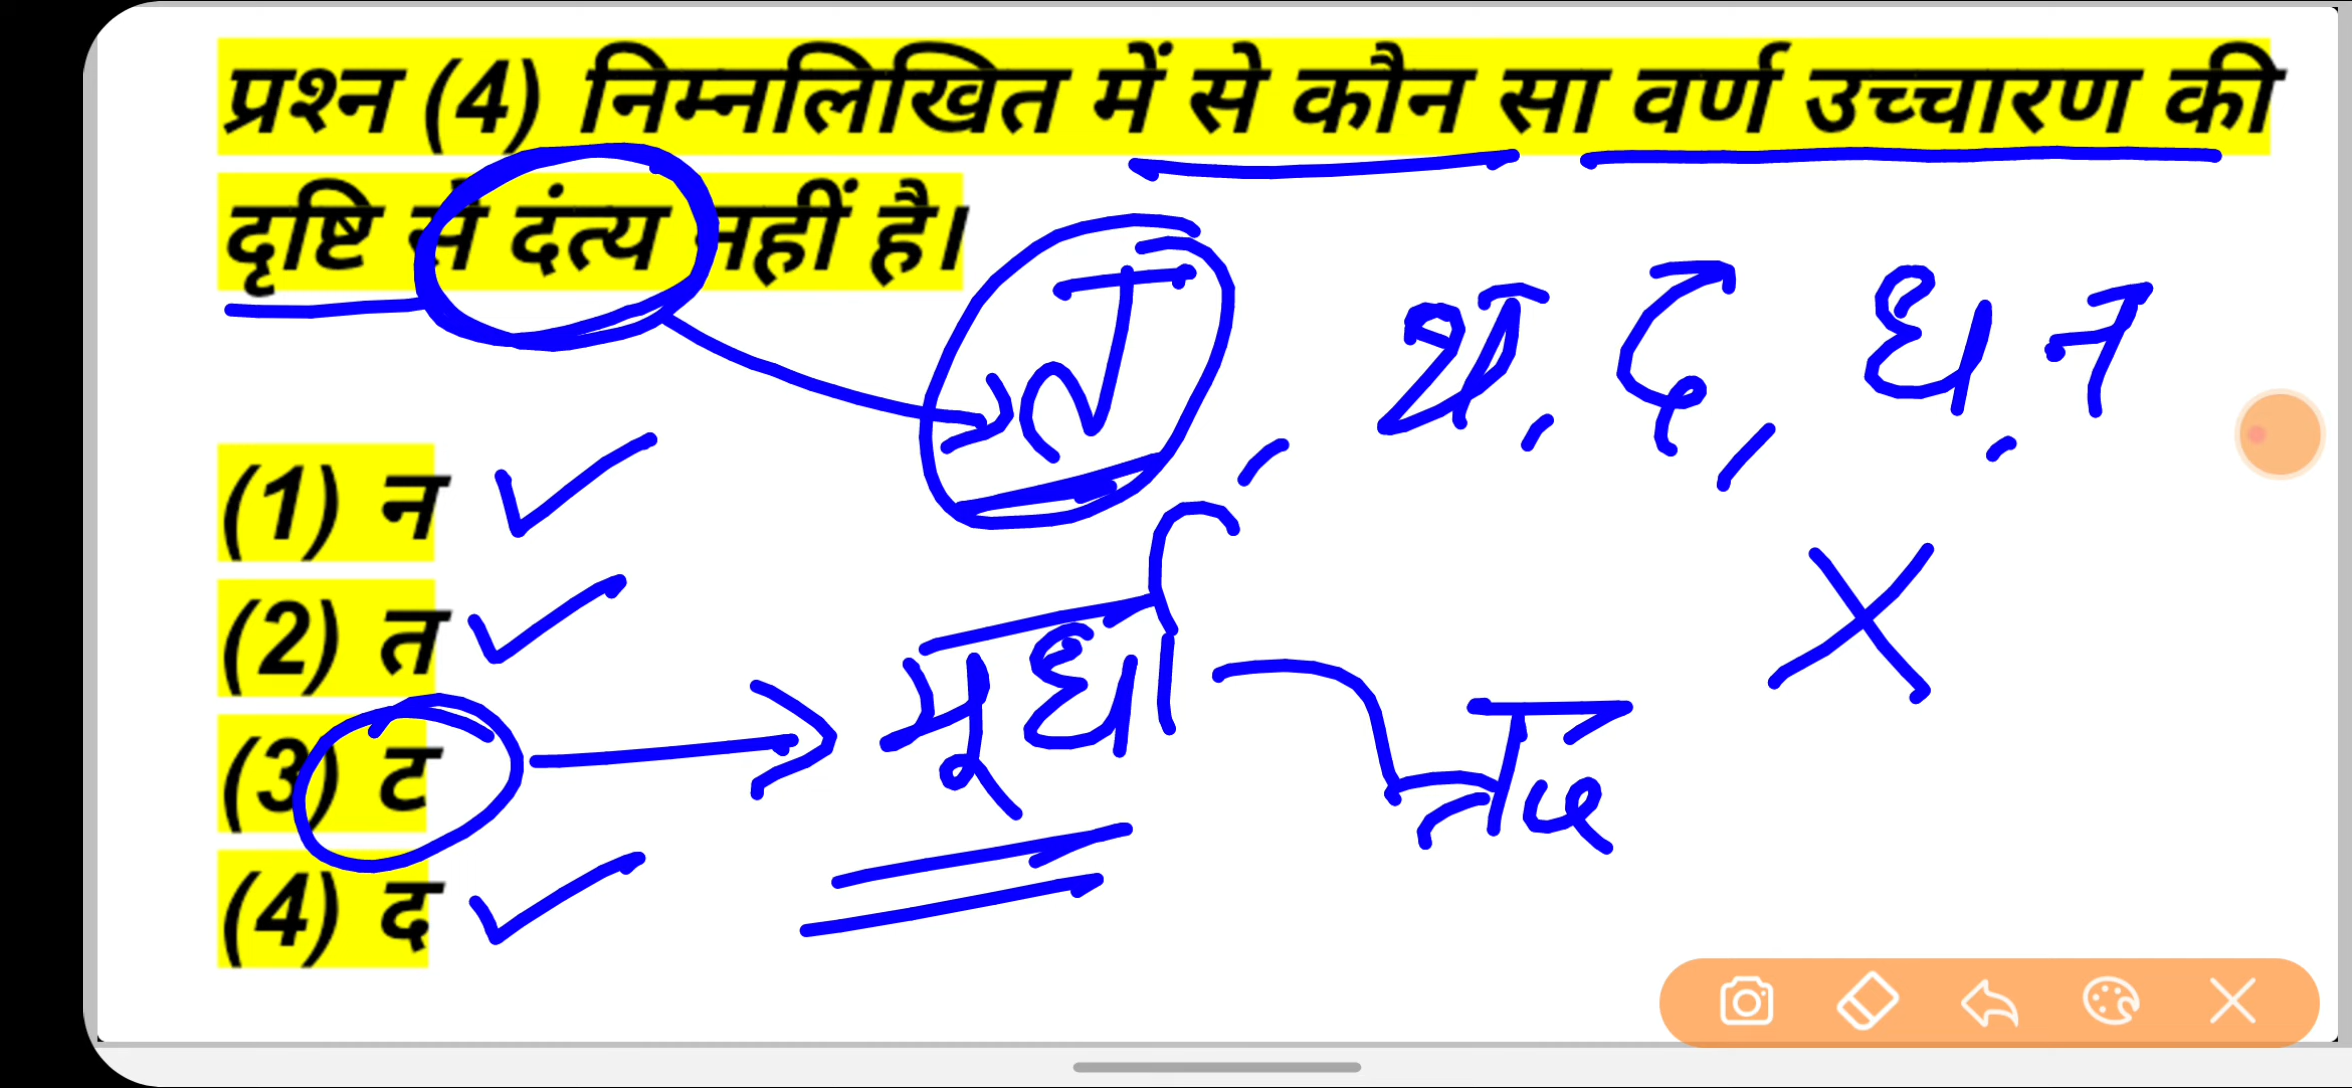 प्रश्न (4) निम्नलिखित में से कौन सा वर्ण उच्चारण की
दृष्टि से दंत्य नहीं है।
त, थ, द, ध, न
(1) न
(2) त
(3) ट
(4) द
मूर्धा